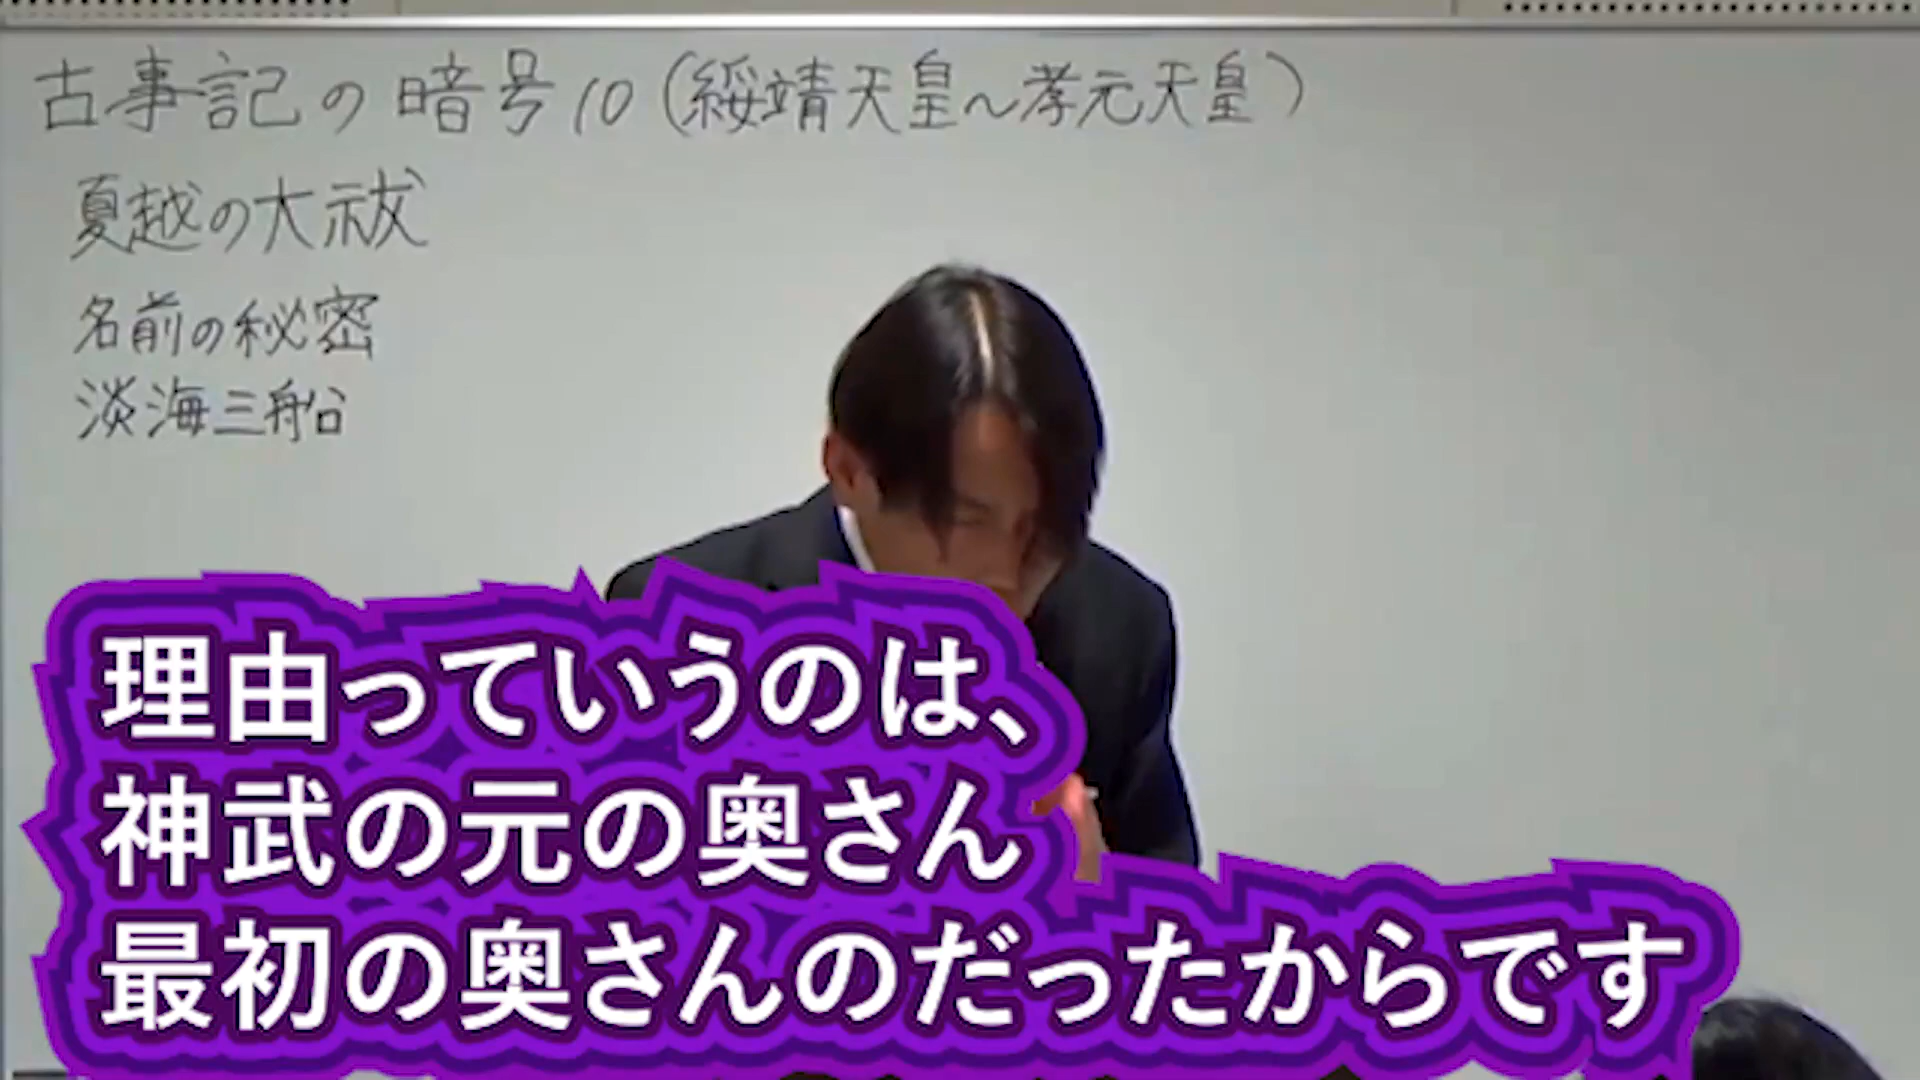 古事記の暗号10(綏靖天皇～孝元天皇)
夏越の大祓
名前の秘密
淡海三船
理由っていうのは、
神武の元の奥さん
最初の奥さんのだったからです